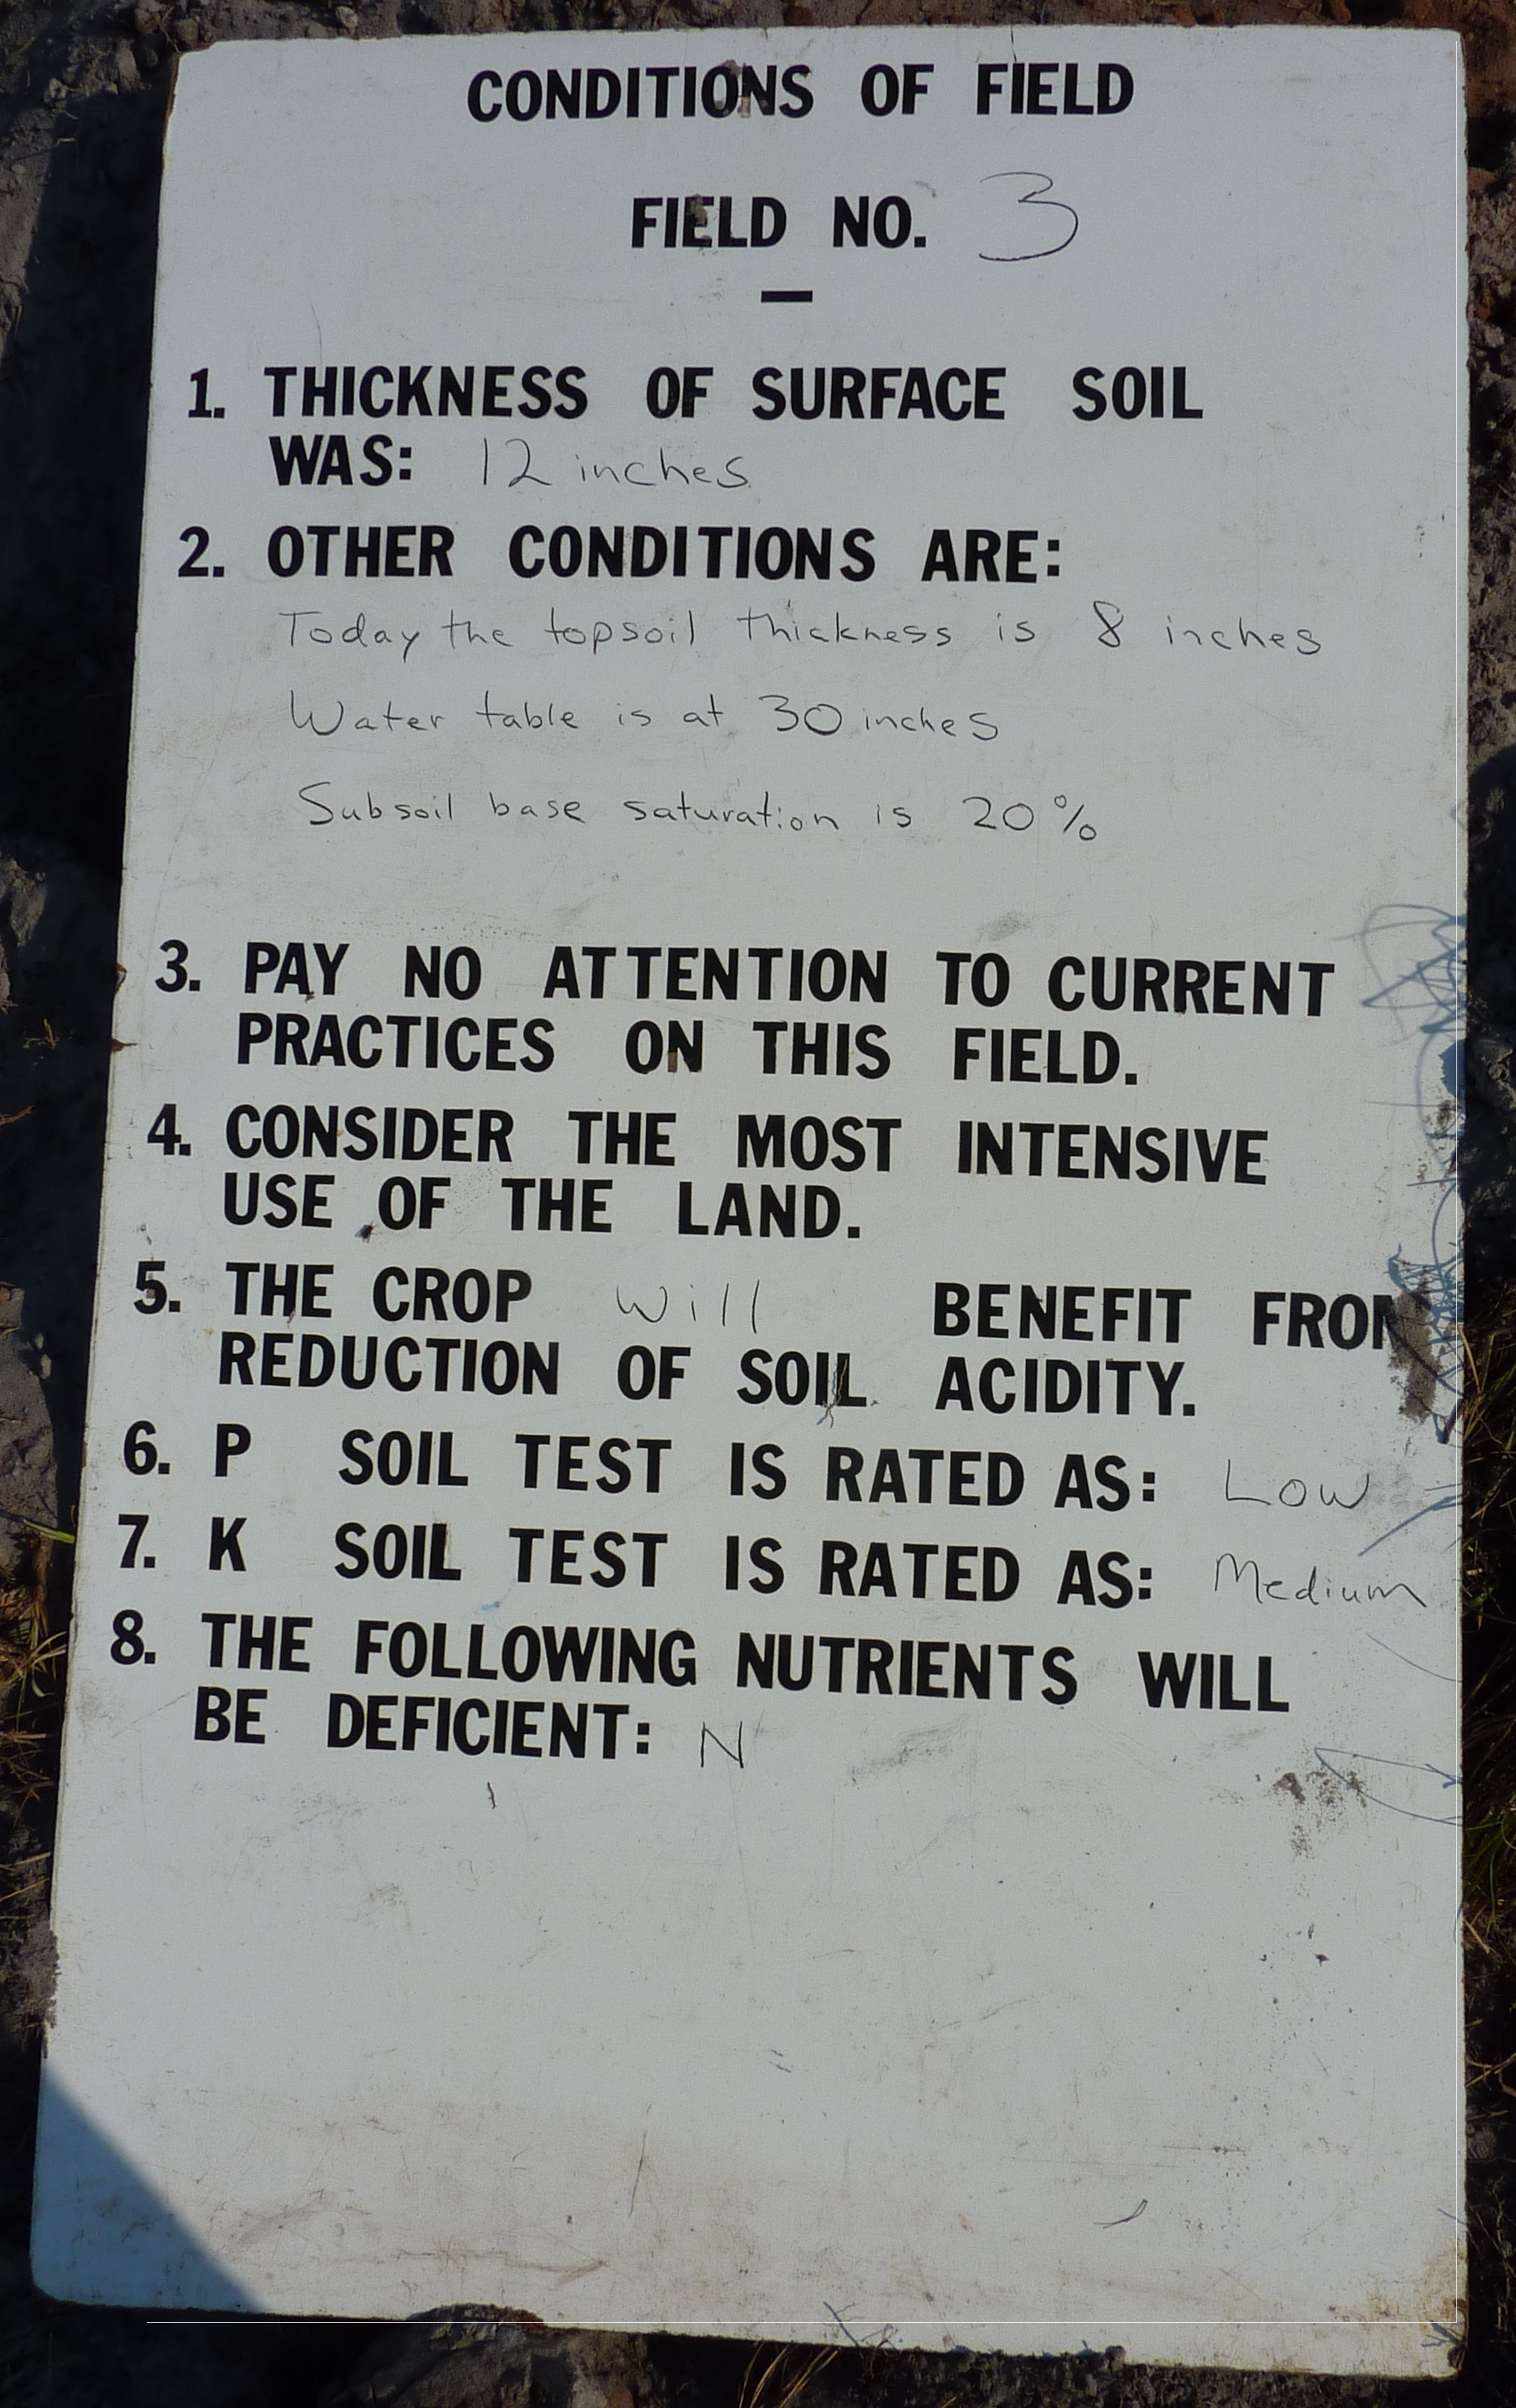 CONDITIONS OF FIELD
FIELD NO. 3
1. THICKNESS OF SURFACE SOIL
WAS: 12 inches
2. OTHER CONDITIONS ARE:
Today the topsoil thickness is 8 inches
Water table is at 30 inches
Subsoil base saturation is 20%
3. PAY NO ATTENTION TO CURRENT
PRACTICES ON THIS FIELD.
4. CONSIDER THE MOST INTENSIVE
USE OF THE LAND.
5. THE CROP will BENEFIT FROM
REDUCTION OF SOIL ACIDITY.
6. P SOIL TEST IS RATED AS: Low
7. K SOIL TEST IS RATED AS: Medium
8. THE FOLLOWING NUTRIENTS WILL
BE DEFICIENT: N